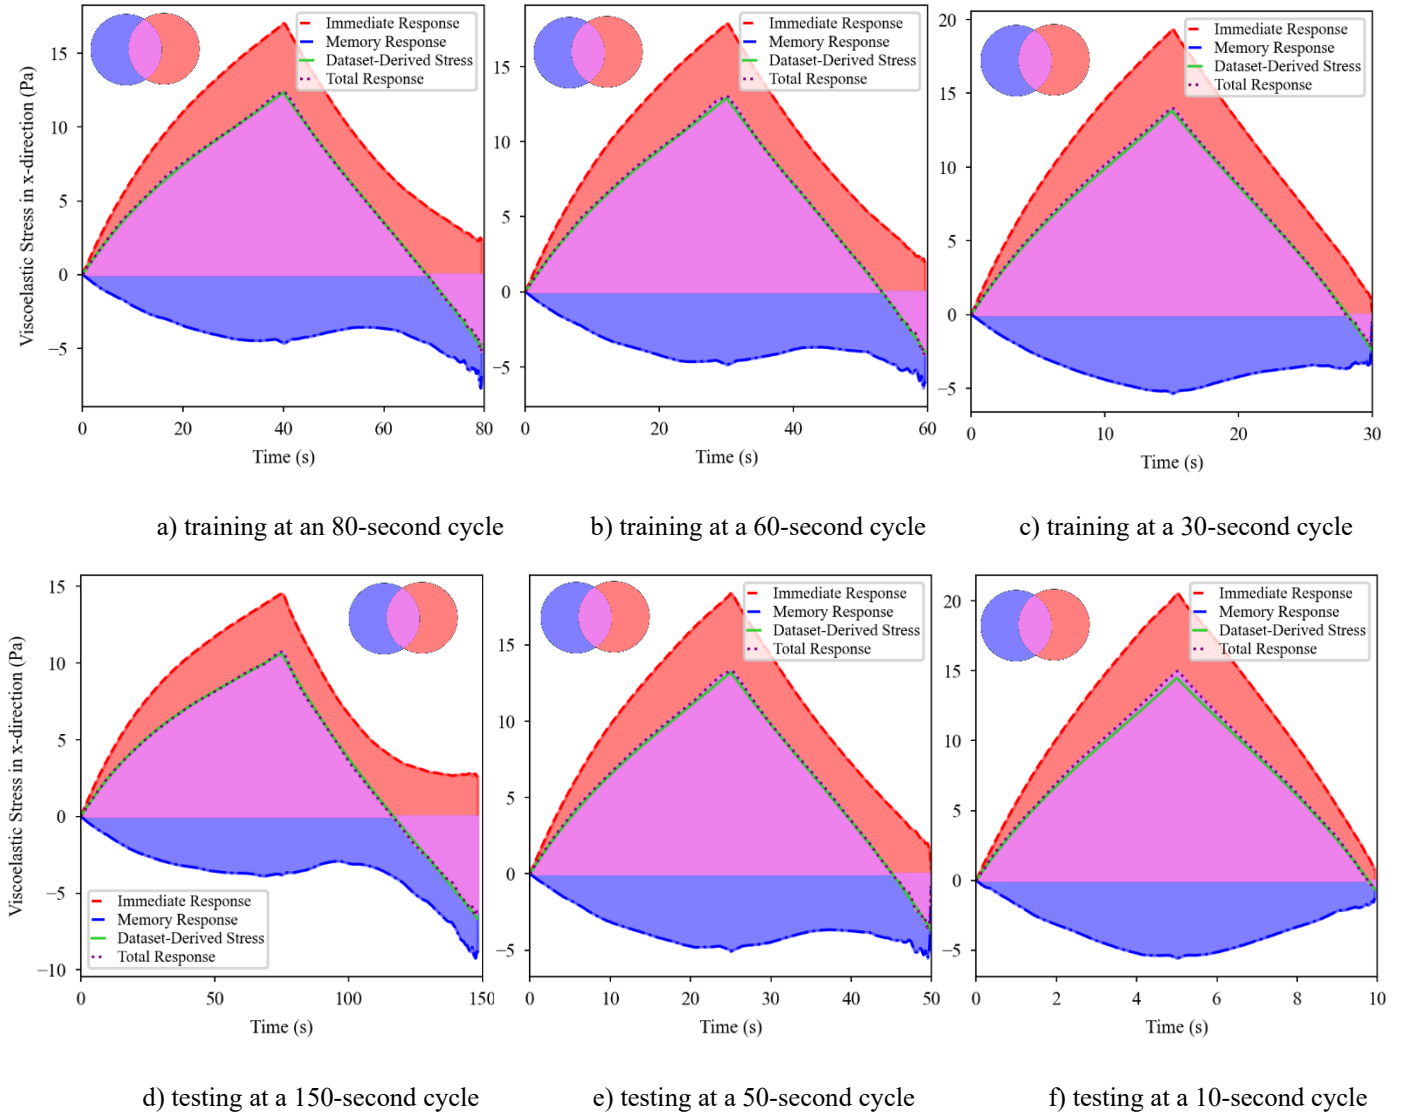 Viscoelastic Stress in x-direction (Pa)
15
10
5
0
−5
Immediate Response
Memory Response
Dataset-Derived Stress
Total Response
0 20 40 60 80
Time (s)
15
10
5
0
−5
Immediate Response
Memory Response
Dataset-Derived Stress
Total Response
0 20 40 60
Time (s)
20
15
10
5
0
−5
Immediate Response
Memory Response
Dataset-Derived Stress
Total Response
0 10 20 30
Time (s)
a) training at an 80-second cycle
b) training at a 60-second cycle
c) training at a 30-second cycle
Viscoelastic Stress in x-direction (Pa)
15
10
5
0
−5
−10
Immediate Response
Memory Response
Dataset-Derived Stress
Total Response
0 50 100 150
Time (s)
15
10
5
0
−5
Immediate Response
Memory Response
Dataset-Derived Stress
Total Response
0 10 20 30 40 50
Time (s)
20
15
10
5
0
−5
Immediate Response
Memory Response
Dataset-Derived Stress
Total Response
0 2 4 6 8 10
Time (s)
d) testing at a 150-second cycle
e) testing at a 50-second cycle
f) testing at a 10-second cycle